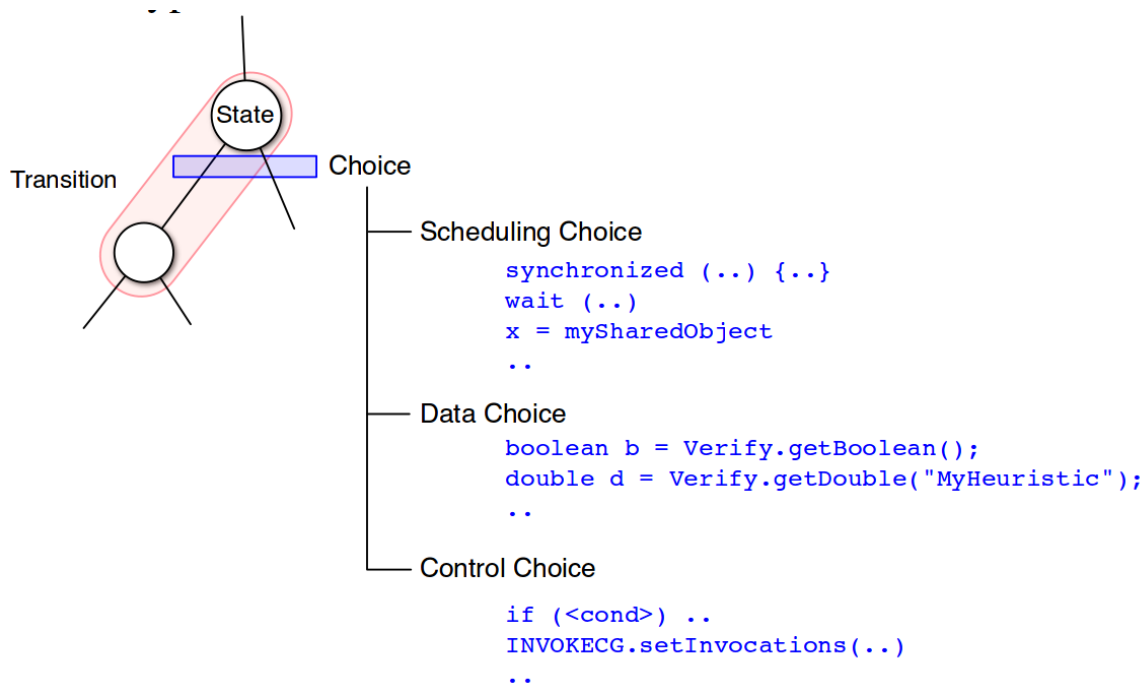 State
Choice
Transition
Scheduling Choice
synchronized (..) {..}
wait (..)
x = mySharedObject
..
Data Choice
boolean b = Verify.getBoolean();
double d = Verify.getDouble("MyHeuristic");
..
Control Choice
if (<cond>) ..
INVOKECG.setInvocations(..)
..